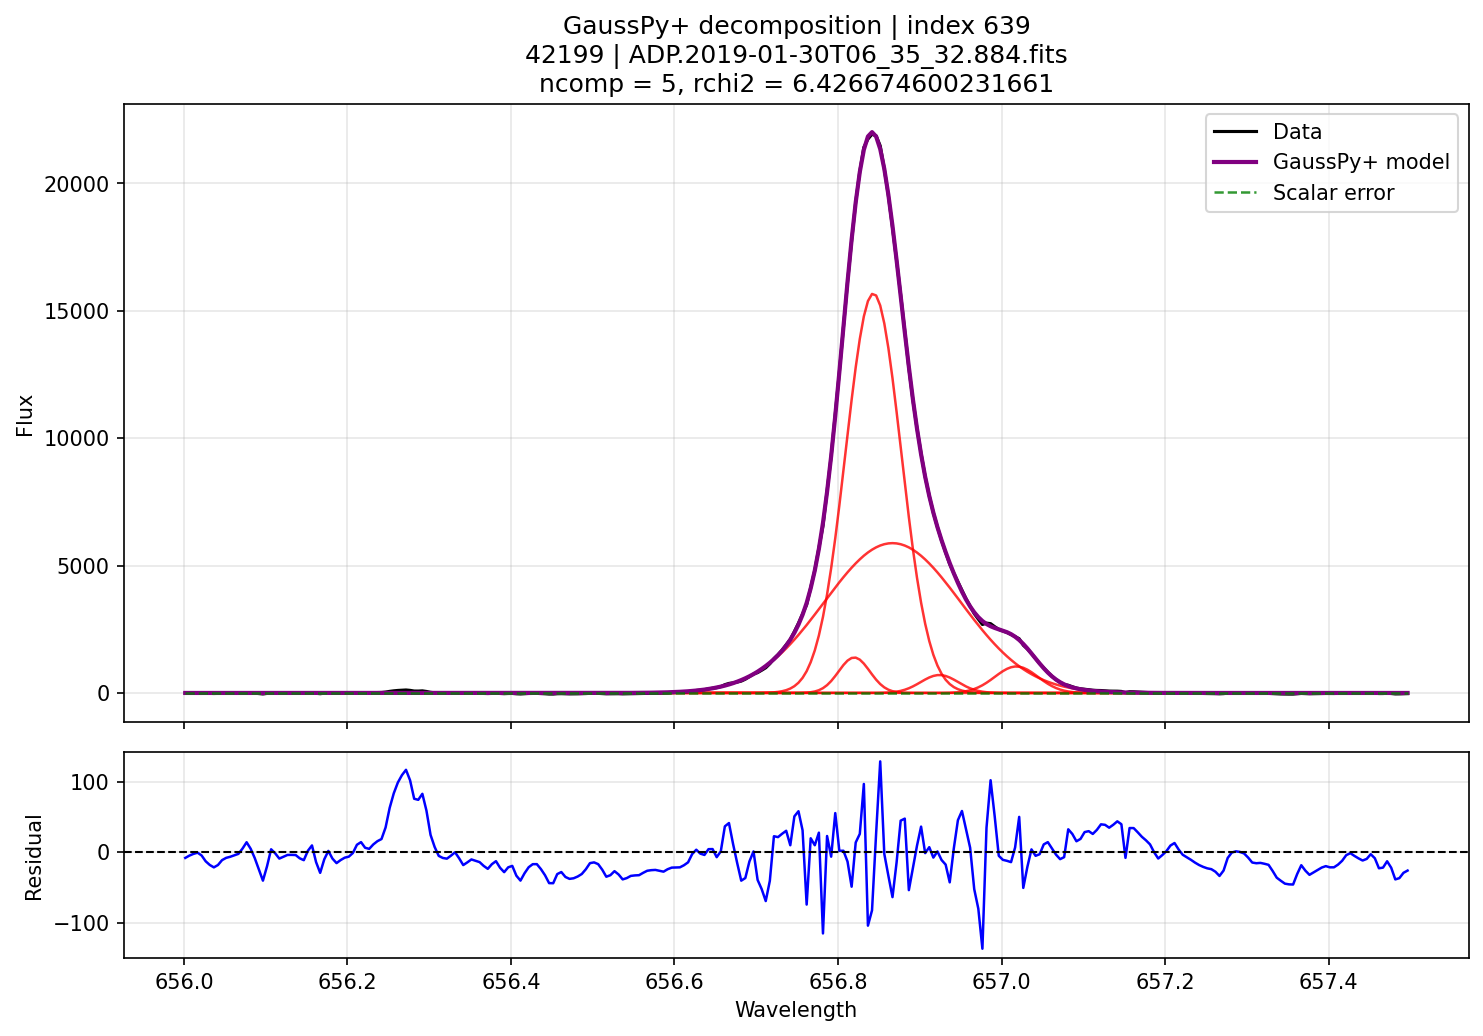 GaussPy+ decomposition | index 639
42199 | ADP.2019-01-30T06_35_32.884.fits
ncomp = 5, rchi2 = 6.426674600231661
Data
GaussPy+ model
Scalar error
Flux
20000
15000
10000
5000
0
Residual
100
0
−100
656.0
656.2
656.4
656.6
656.8
657.0
657.2
657.4
Wavelength